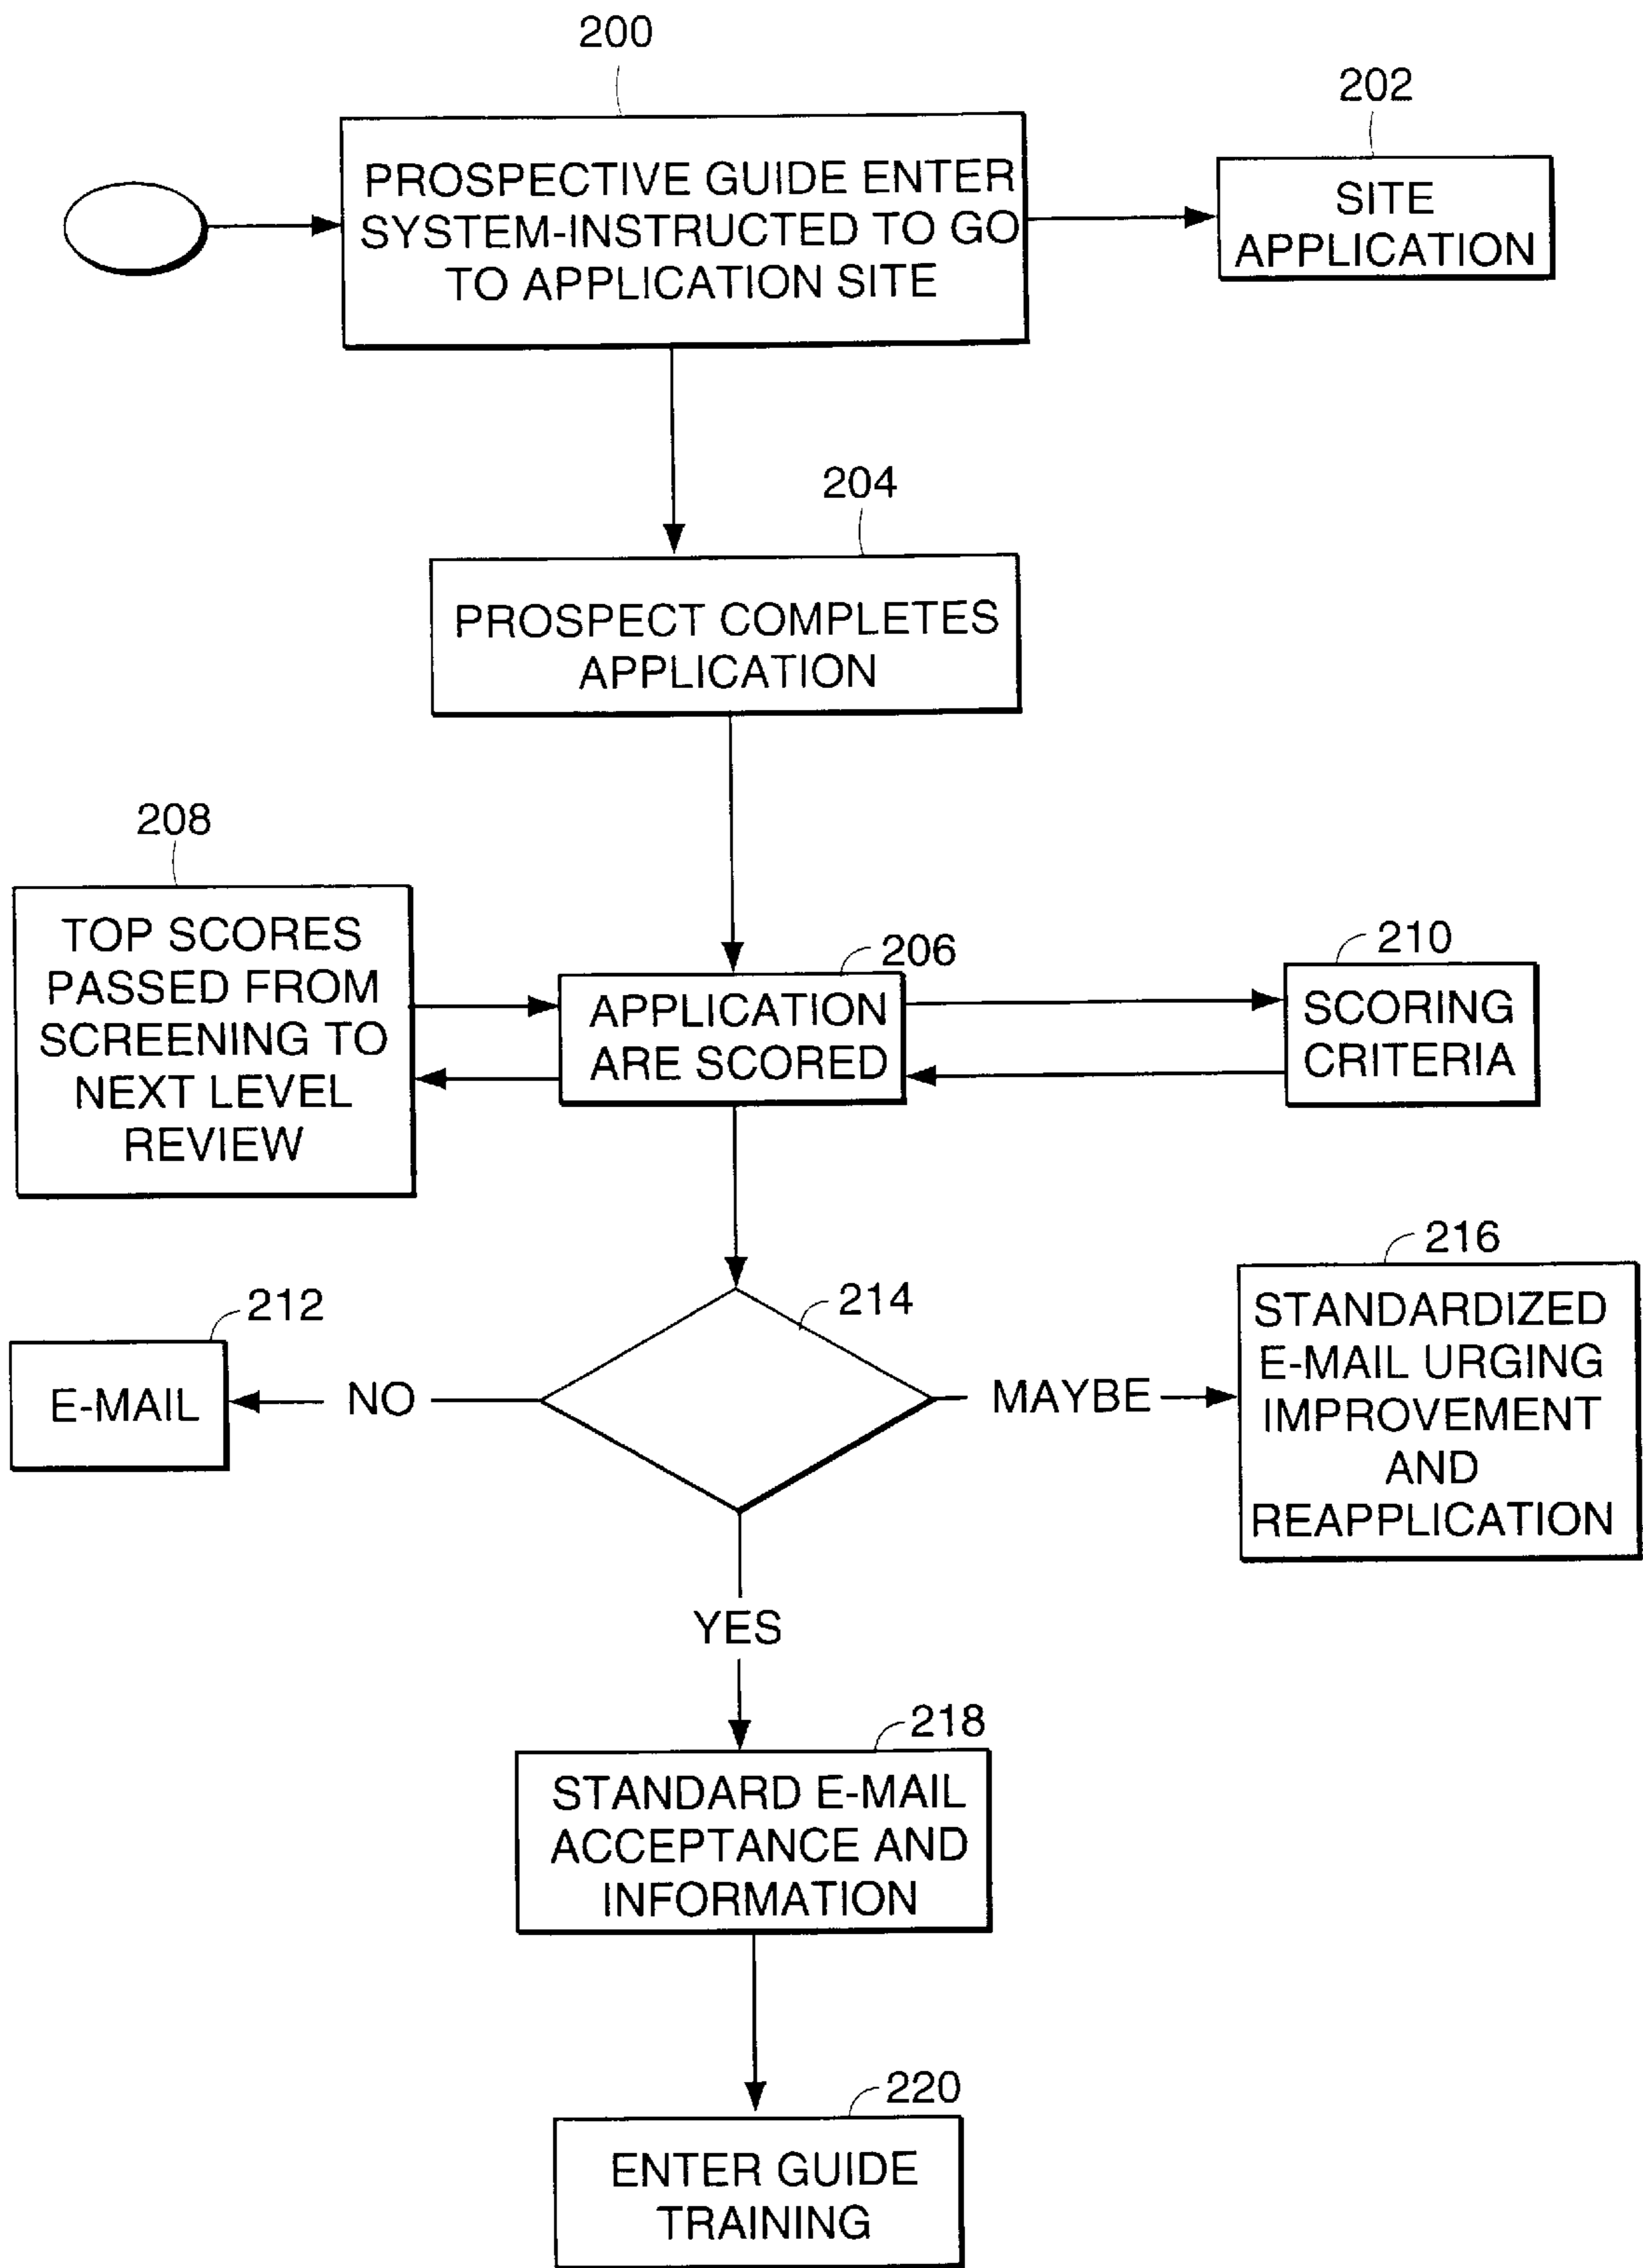 200
202
PROSPECTIVE GUIDE ENTER
SYSTEM-INSTRUCTED TO GO
TO APPLICATION SITE
SITE
APPLICATION
204
PROSPECT COMPLETES
APPLICATION
208
TOP SCORES
PASSED FROM
SCREENING TO
NEXT LEVEL
REVIEW
206
APPLICATION
ARE SCORED
210
SCORING
CRITERIA
212
E-MAIL
NO
214
MAYBE
216
STANDARDIZED
E-MAIL URGING
IMPROVEMENT
AND
REAPPLICATION
YES
218
STANDARD E-MAIL
ACCEPTANCE AND
INFORMATION
220
ENTER GUIDE
TRAINING